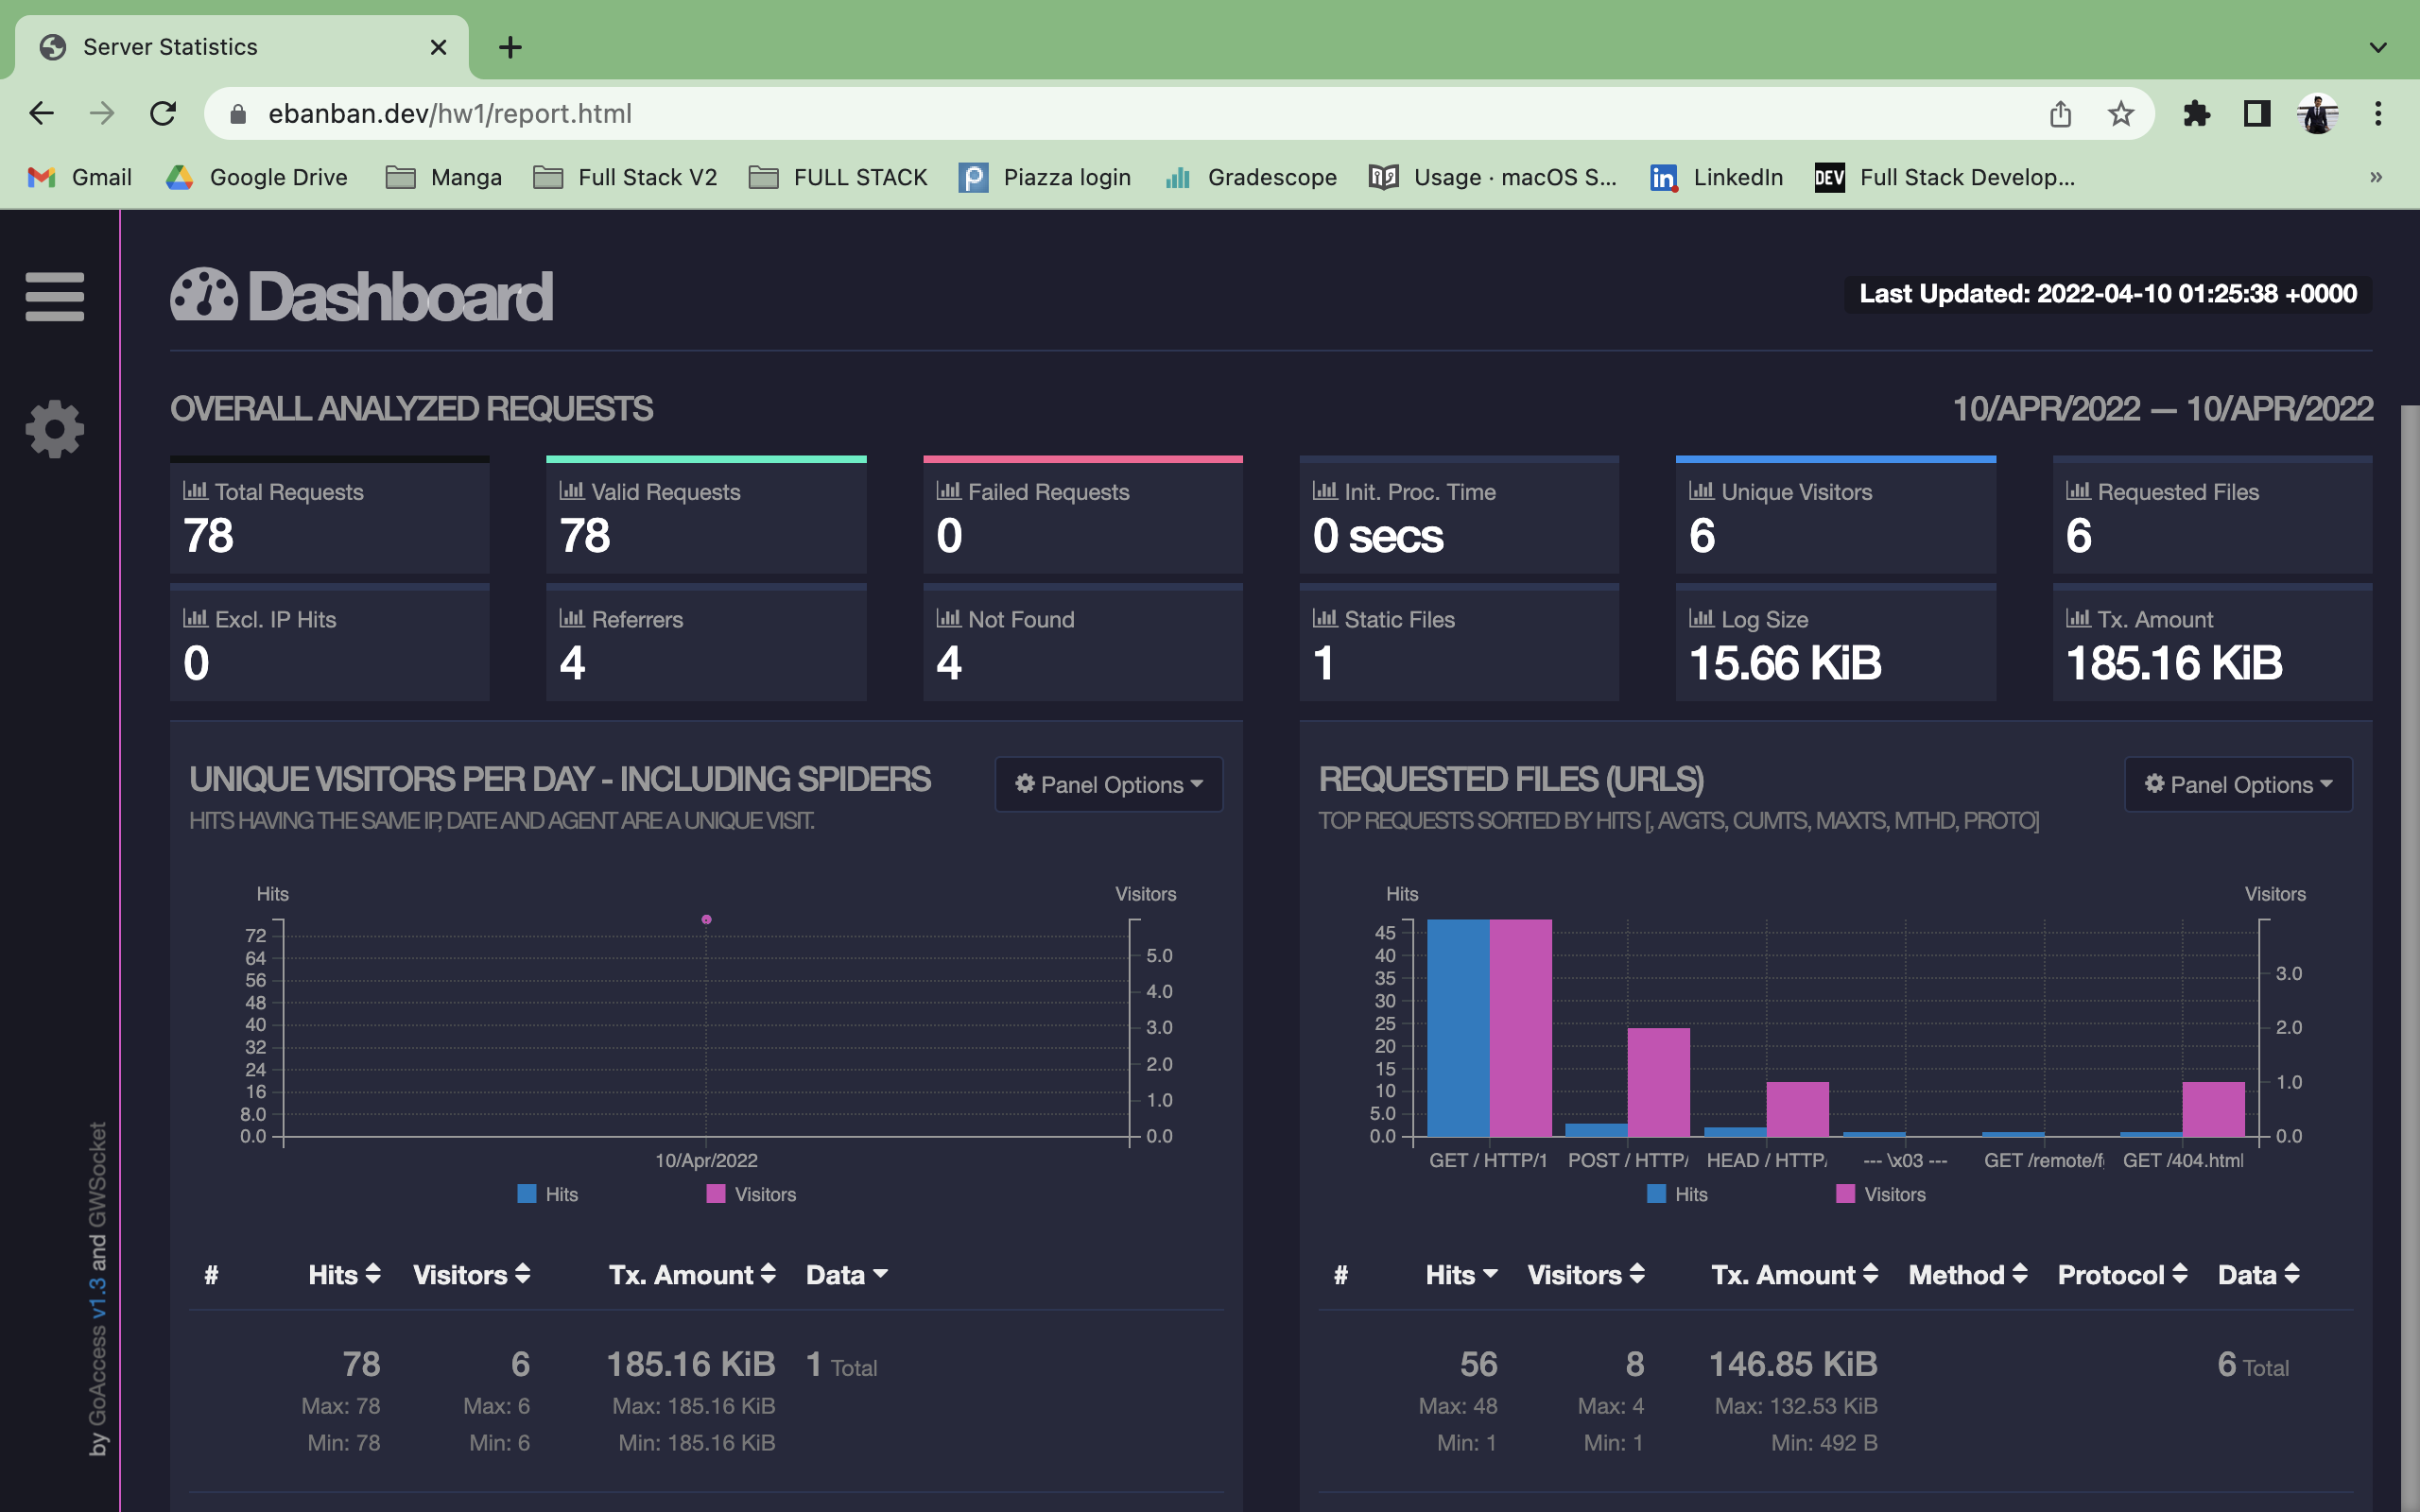 Server Statistics
ebanban.dev/hw1/report.html
Gmail Google Drive Manga Full Stack V2 FULL STACK Piazza login Gradescope Usage · macOS S... LinkedIn DEV Full Stack Develop... »
Dashboard
Last Updated: 2022-04-10 01:25:38 +0000
OVERALL ANALYZED REQUESTS
10/APR/2022 — 10/APR/2022
Total Requests
78
Valid Requests
78
Failed Requests
0
Init. Proc. Time
0 secs
Unique Visitors
6
Requested Files
6
Excl. IP Hits
0
Referrers
4
Not Found
4
Static Files
1
Log Size
15.66 KiB
Tx. Amount
185.16 KiB
UNIQUE VISITORS PER DAY - INCLUDING SPIDERS
Panel Options
HITS HAVING THE SAME IP, DATE AND AGENT ARE A UNIQUE VISIT.
Hits Visitors
72
64
56
48
40
32
24
16
8.0
0.0
5.0
4.0
3.0
2.0
1.0
0.0
10/Apr/2022
Hits Visitors
# Hits Visitors Tx. Amount Data
78 6 185.16 KiB 1 Total
Max: 78 Max: 6 Max: 185.16 KiB
Min: 78 Min: 6 Min: 185.16 KiB
REQUESTED FILES (URLS)
Panel Options
TOP REQUESTS SORTED BY HITS [, AVGTS, CUMTS, MAXTS, MTHD, PROTO]
Hits Visitors
45
40
35
30
25
20
15
10
5.0
0.0
3.0
2.0
1.0
0.0
GET / HTTP/1 POST / HTTP/ HEAD / HTTP/ --- \x03 --- GET /remote/f GET /404.html
Hits Visitors
# Hits Visitors Tx. Amount Method Protocol Data
56 8 146.85 KiB 6 Total
Max: 48 Max: 4 Max: 132.53 KiB
Min: 1 Min: 1 Min: 492 B
by GoAccess v1.3 and GWSocket